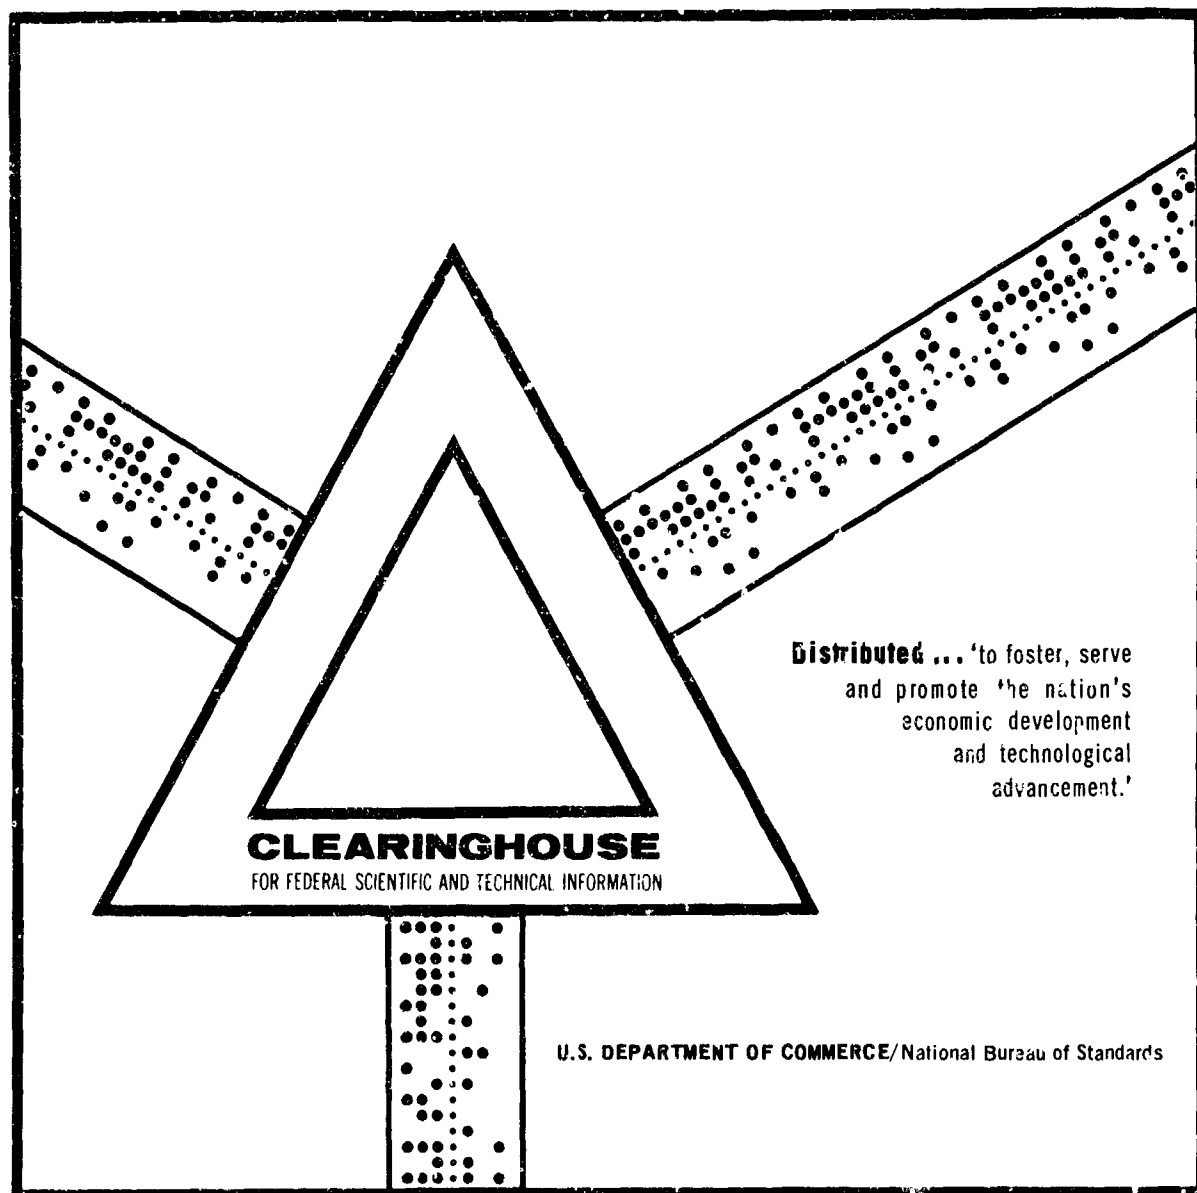 Distributed ... 'to foster, serve
and promote the nation's
economic development
and technological
advancement.'
CLEARINGHOUSE
FOR FEDERAL SCIENTIFIC AND TECHNICAL INFORMATION
U.S. DEPARTMENT OF COMMERCE/National Bureau of Standards